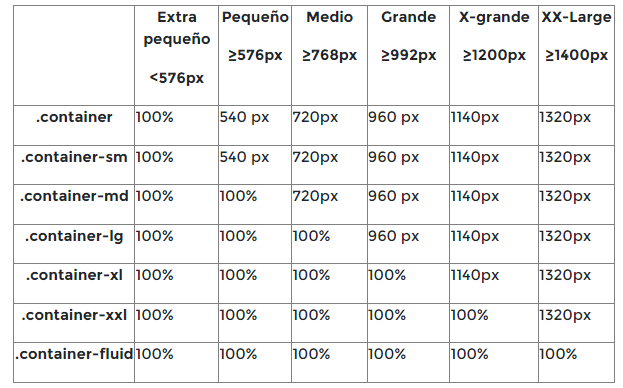 Extra pequeño <576px Pequeño ≥576px Medio ≥768px Grande ≥992px X-grande ≥1200px XX-Large ≥1400px
.container 100% 540 px 720px 960 px 1140px 1320px
.container-sm 100% 540 px 720px 960 px 1140px 1320px
.container-md 100% 100% 720px 960 px 1140px 1320px
.container-lg 100% 100% 100% 960 px 1140px 1320px
.container-xl 100% 100% 100% 100% 1140px 1320px
.container-xxl 100% 100% 100% 100% 100% 1320px
.container-fluid 100% 100% 100% 100% 100% 100%